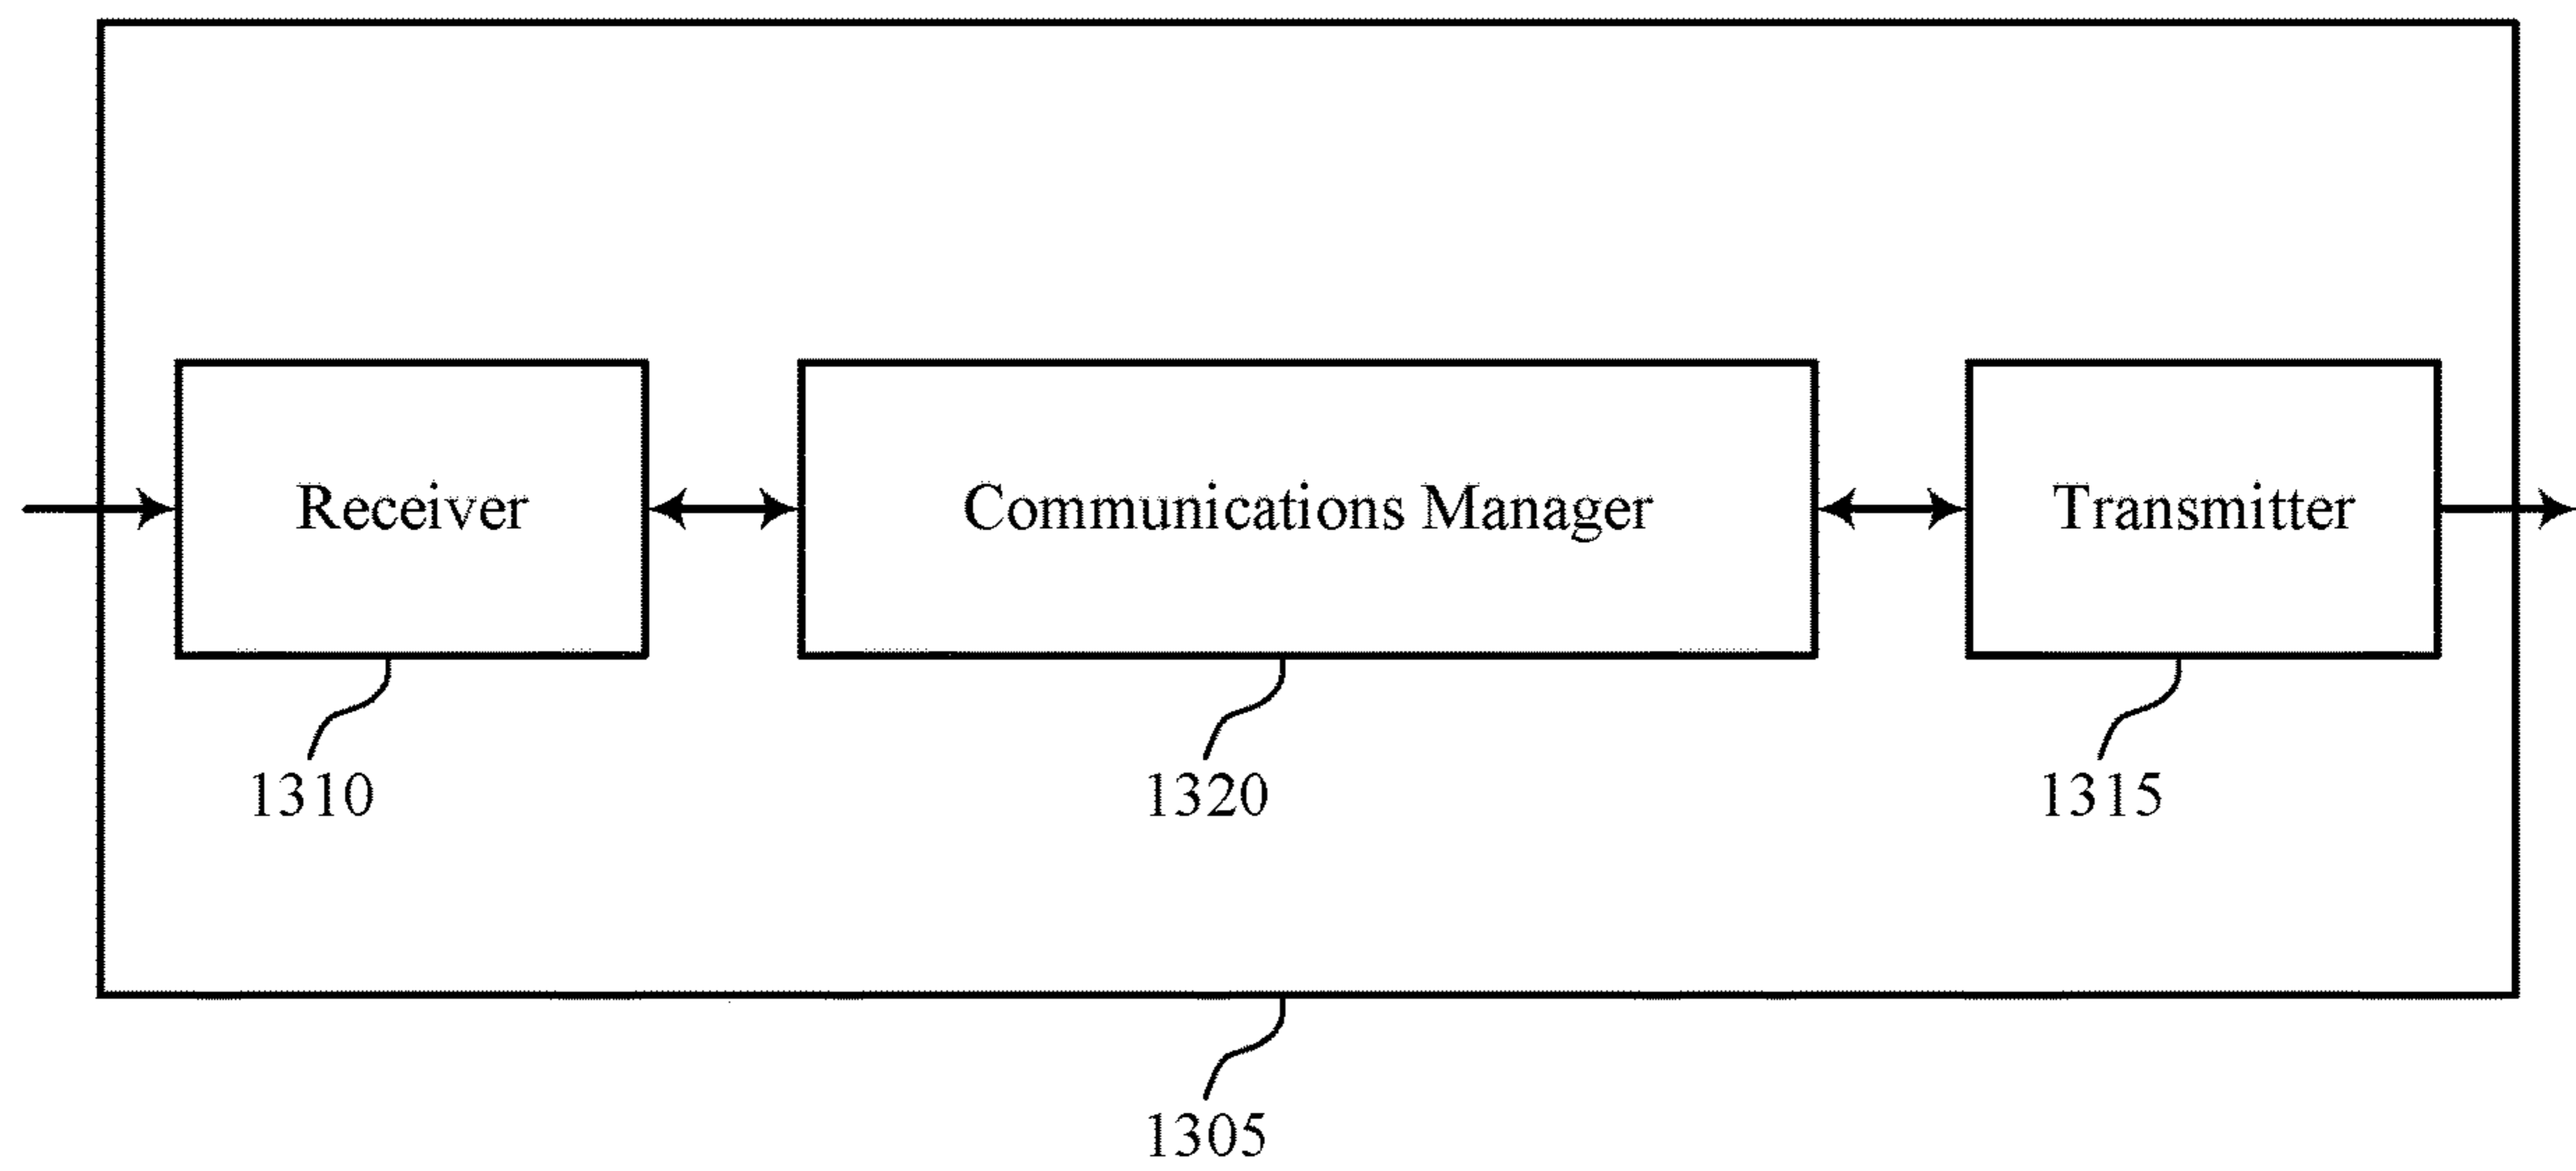 Receiver
Communications Manager
Transmitter
1310
1320
1315
1305